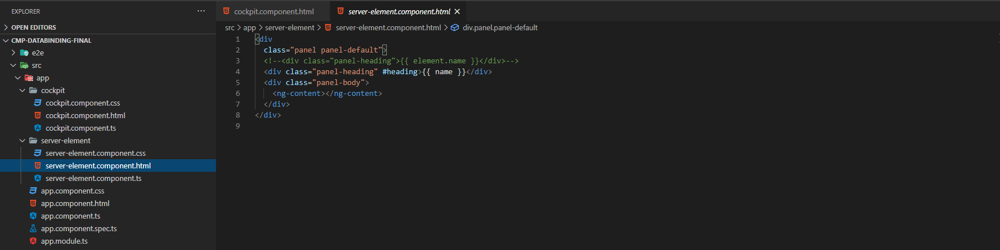 EXPLORER ···
OPEN EDITORS
CMP-DATABINDING-FINAL
e2e
src
app
cockpit
cockpit.component.css
cockpit.component.html
cockpit.component.ts
server-element
server-element.component.css
server-element.component.html
server-element.component.ts
app.component.css
app.component.html
app.component.ts
app.component.spec.ts
app.module.ts
cockpit.component.html server-element.component.html
src > app > server-element > server-element.component.html > div.panel.panel-default
1 <div
2 class="panel panel-default">
3 <!--<div class="panel-heading">{{ element.name }}</div>-->
4 <div class="panel-heading" #heading>{{ name }}</div>
5 <div class="panel-body">
6 <ng-content></ng-content>
7 </div>
8 </div>
9